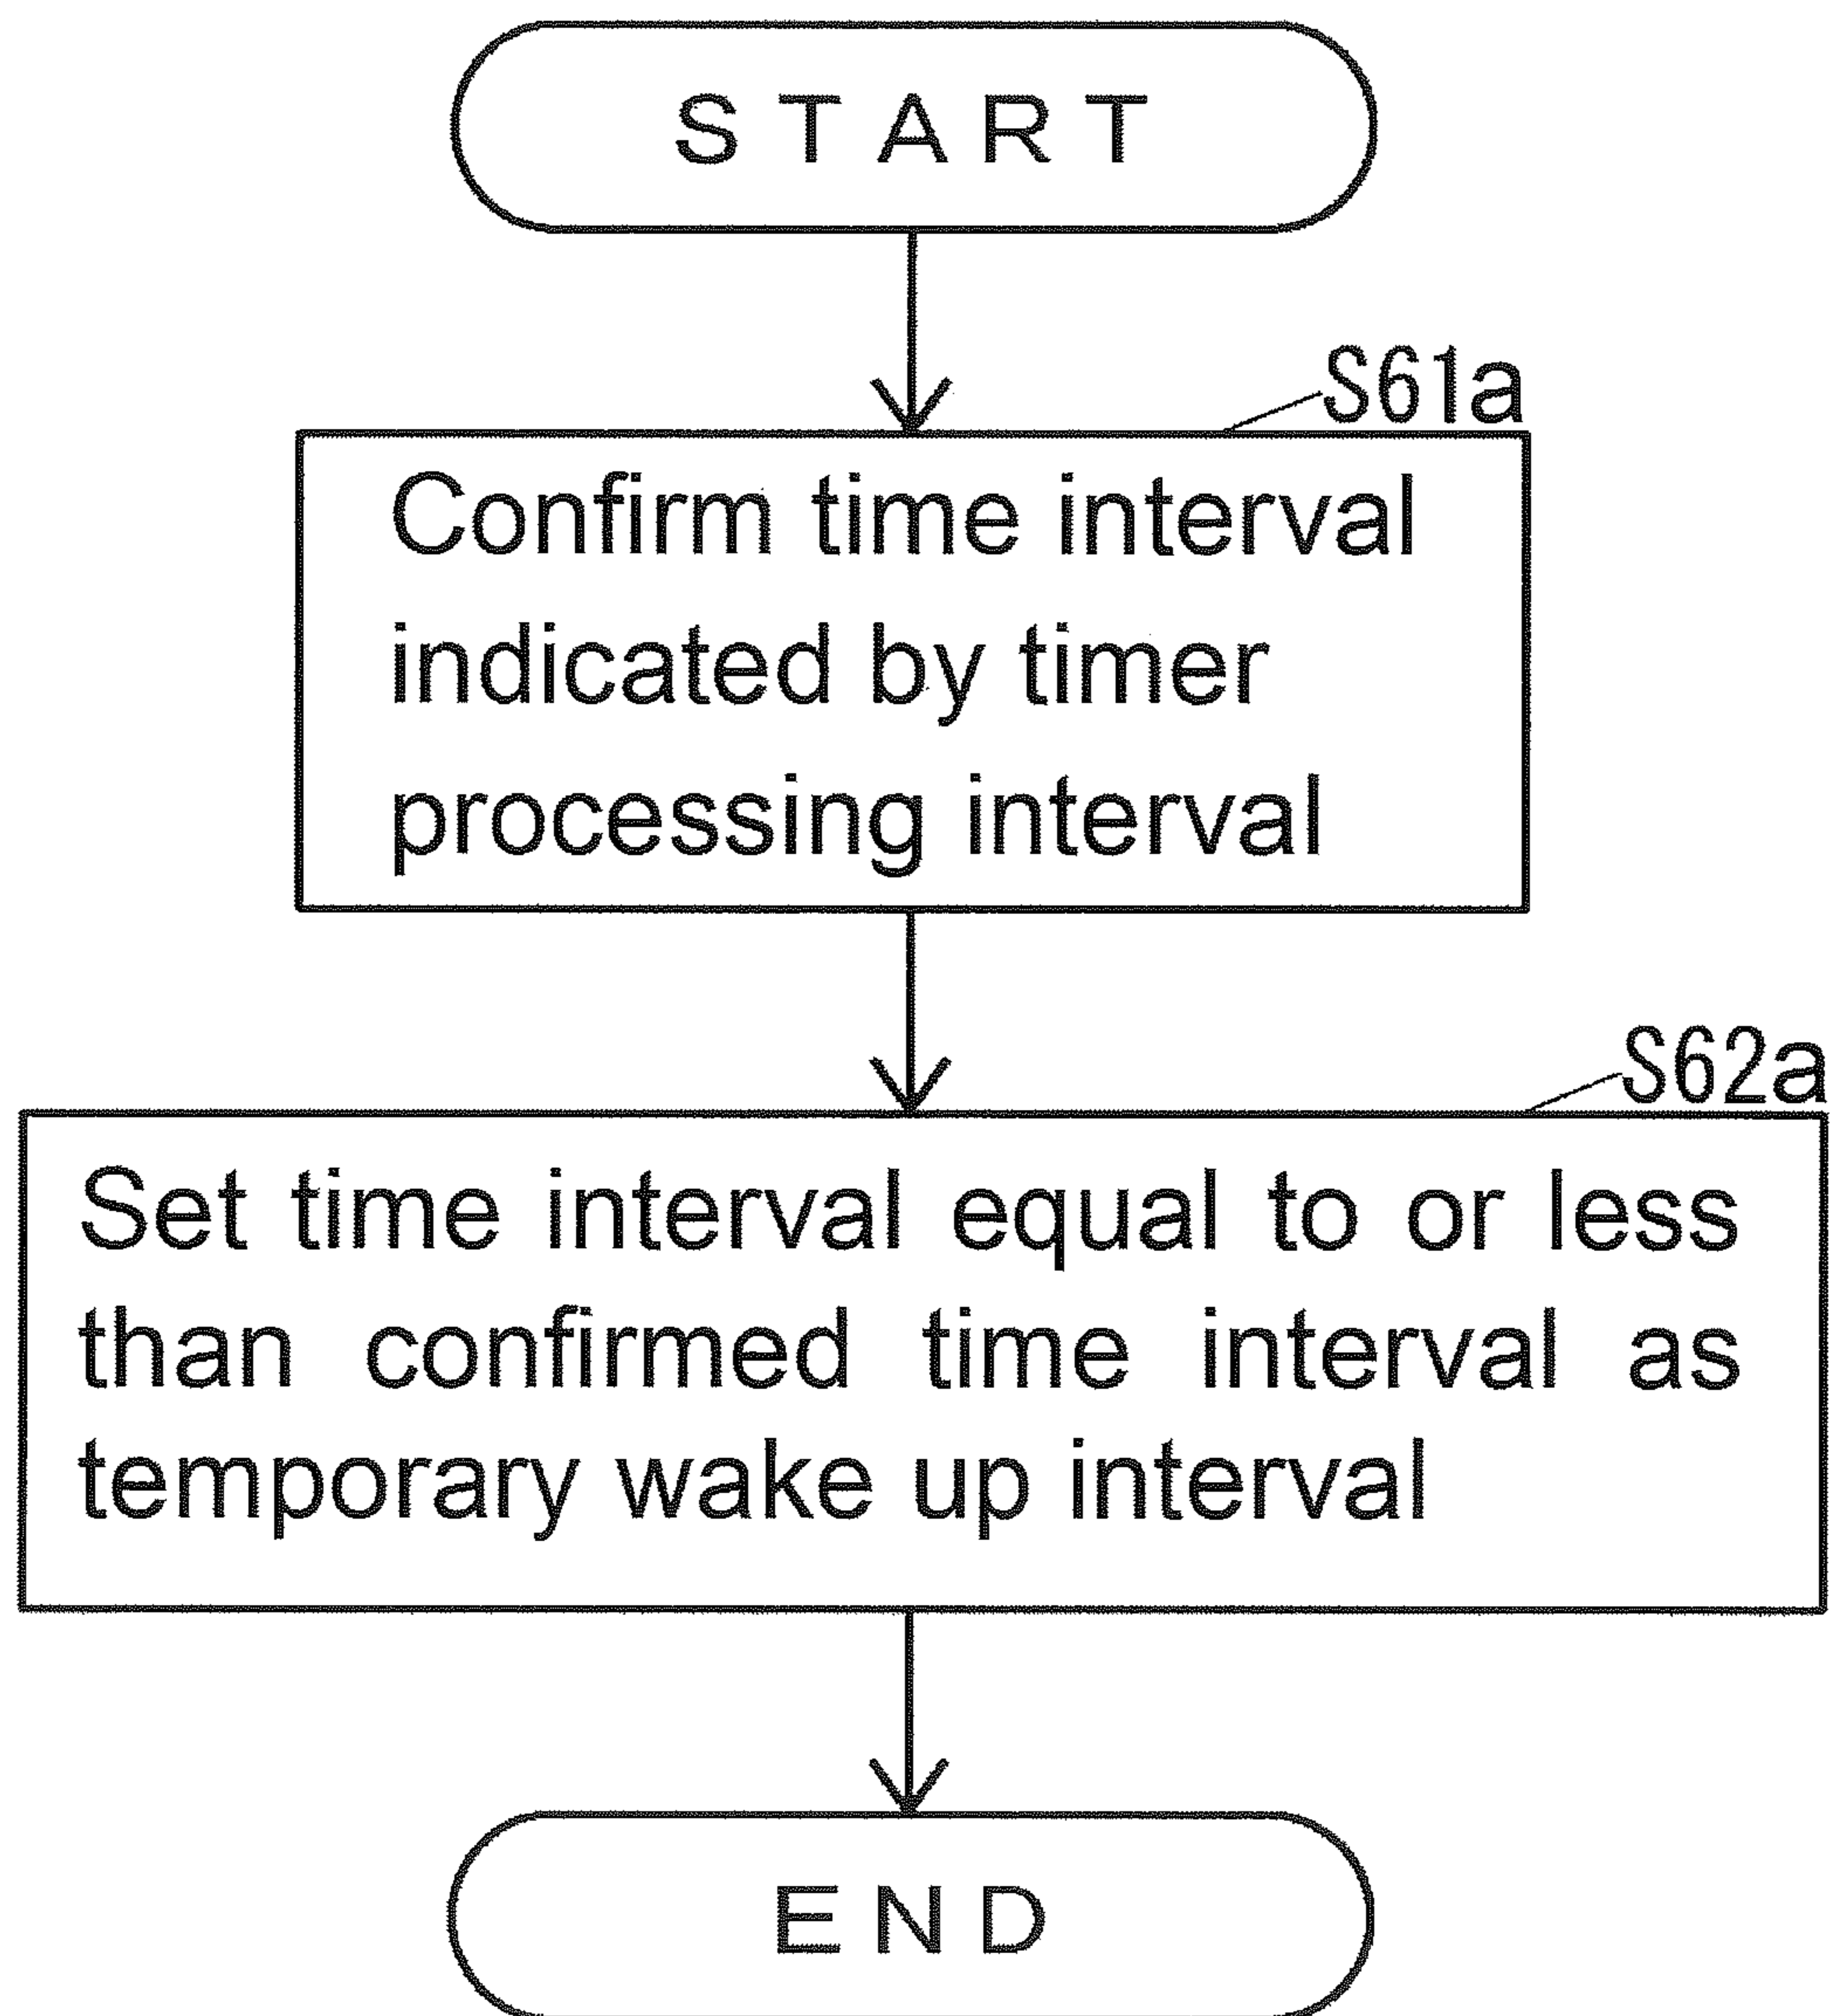 START
S61a
Confirm time interval
indicated by timer
processing interval
S62a
Set time interval equal to or less
than confirmed time interval as
temporary wake up interval
END